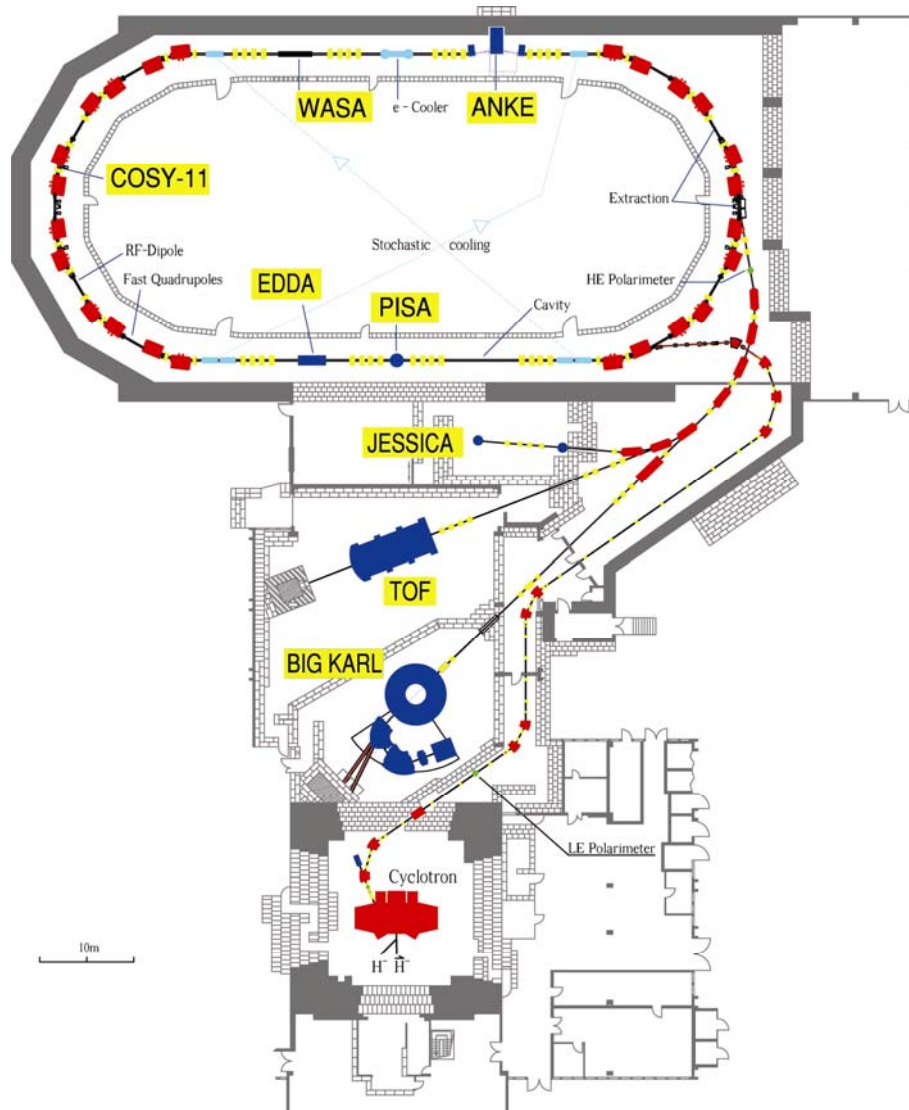 WASA
e - Cooler
ANKE
COSY-11
Extraction
Stochastic cooling
RF-Dipole
HE Polarimeter
Fast Quadrupoles
EDDA
PISA
Cavity
JESSICA
TOF
BIG KARL
LE Polarimeter
Cyclotron
10m
H⁻ H⃗⁻